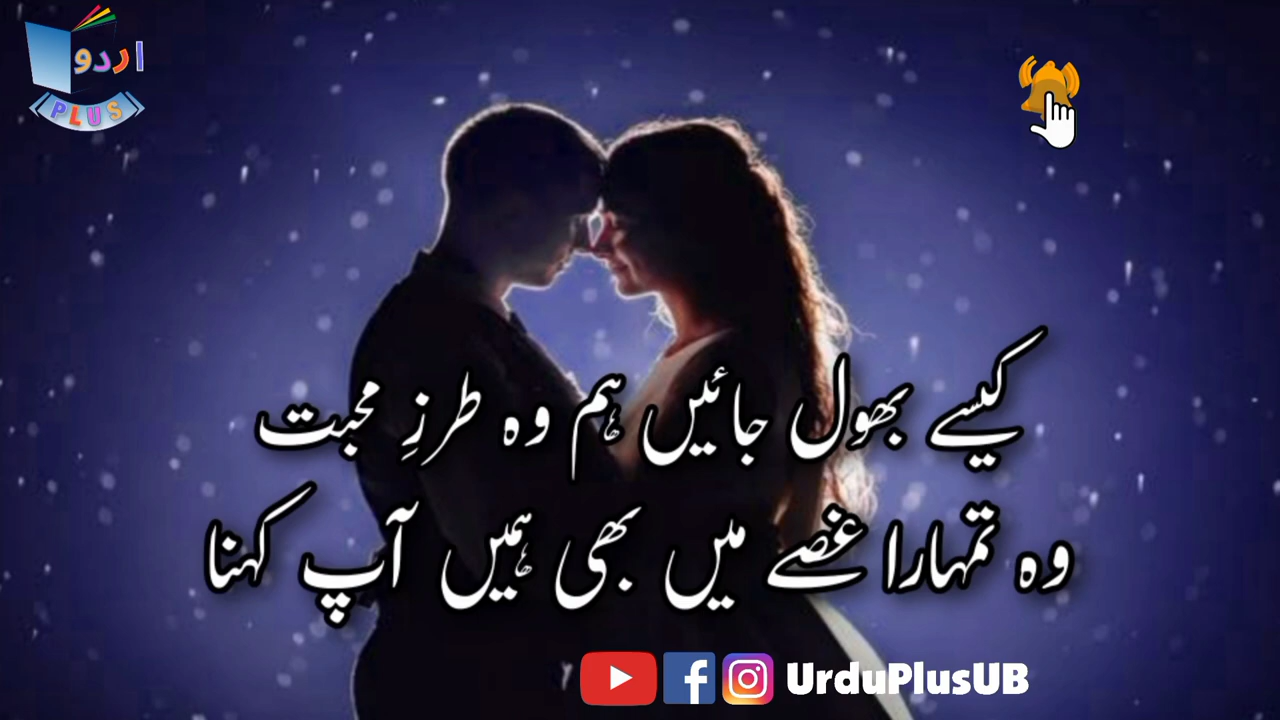 اردو
PLUS
کیسے بھول جائیں ہم وہ طرزِ محبت
وہ تمہارا غصے میں بھی ہمیں آپ کہنا
UrduPlusUB